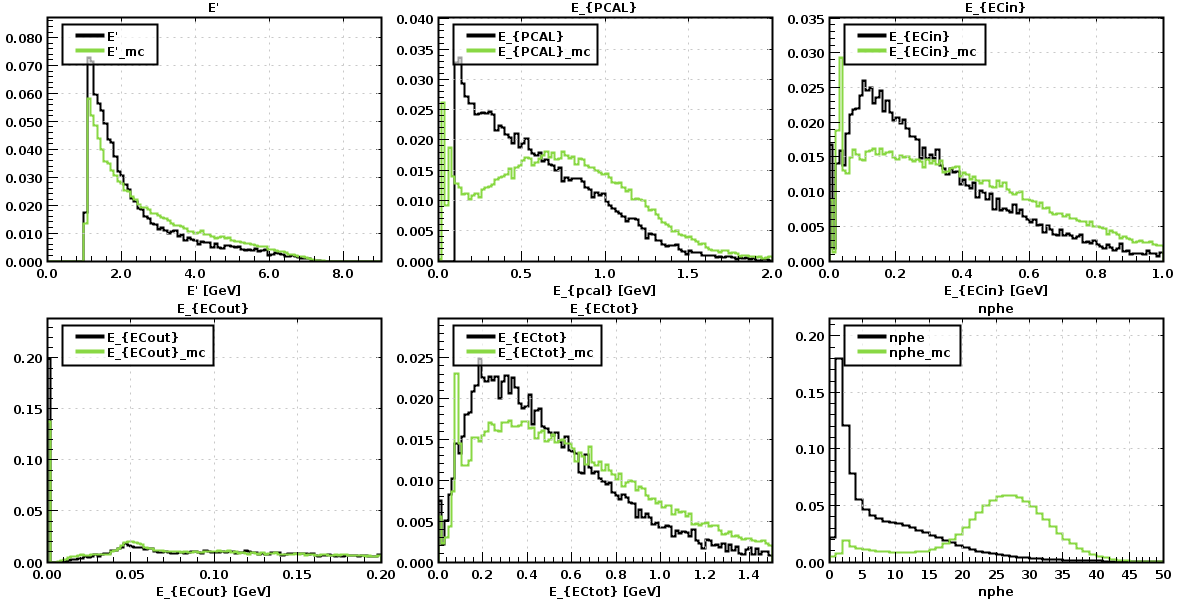 E'
0.080
0.070
0.060
0.050
0.040
0.030
0.020
0.010
0.000
0.0 2.0 4.0 6.0 8.0
E' [GeV]
E'
E'_mc
E_{PCAL}
0.040
0.035
0.030
0.025
0.020
0.015
0.010
0.005
0.000
0.0 0.5 1.0 1.5 2.0
E_{pcal} [GeV]
E_{PCAL}
E_{PCAL}_mc
E_{ECin}
0.035
0.030
0.025
0.020
0.015
0.010
0.005
0.000
0.0 0.2 0.4 0.6 0.8 1.0
E_{ECin} [GeV]
E_{ECin}
E_{ECin}_mc
E_{ECout}
0.20
0.15
0.10
0.05
0.00
0.00 0.05 0.10 0.15 0.20
E_{ECout} [GeV]
E_{ECout}
E_{ECout}_mc
E_{ECtot}
0.025
0.020
0.015
0.010
0.005
0.000
0.0 0.2 0.4 0.6 0.8 1.0 1.2 1.4
E_{ECtot} [GeV]
E_{ECtot}
E_{ECtot}_mc
nphe
0.20
0.15
0.10
0.05
0.00
0 5 10 15 20 25 30 35 40 45 50
nphe
nphe
nphe_mc